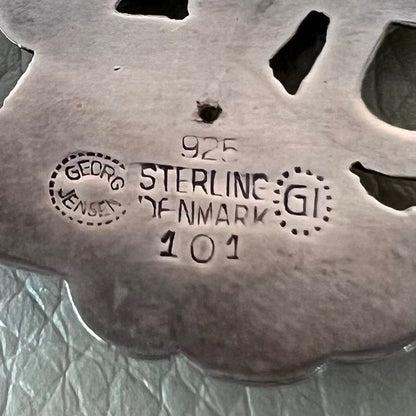 925
GEORG JENSEN
STERLING
DENMARK
GI
101